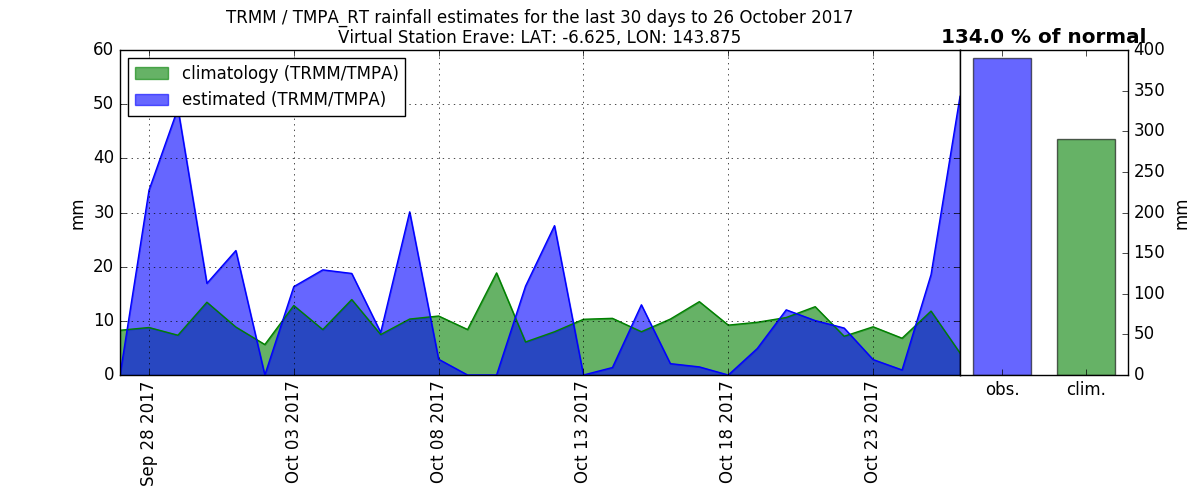 TRMM / TMPA_RT rainfall estimates for the last 30 days to 26 October 2017
Virtual Station Erave: LAT: -6.625, LON: 143.875
134.0 % of normal
climatology (TRMM/TMPA)
estimated (TRMM/TMPA)
60
50
40
30
20
10
0
mm
Sep 28 2017
Oct 03 2017
Oct 08 2017
Oct 13 2017
Oct 18 2017
Oct 23 2017
obs.
clim.
400
350
300
250
200
150
100
50
0
mm